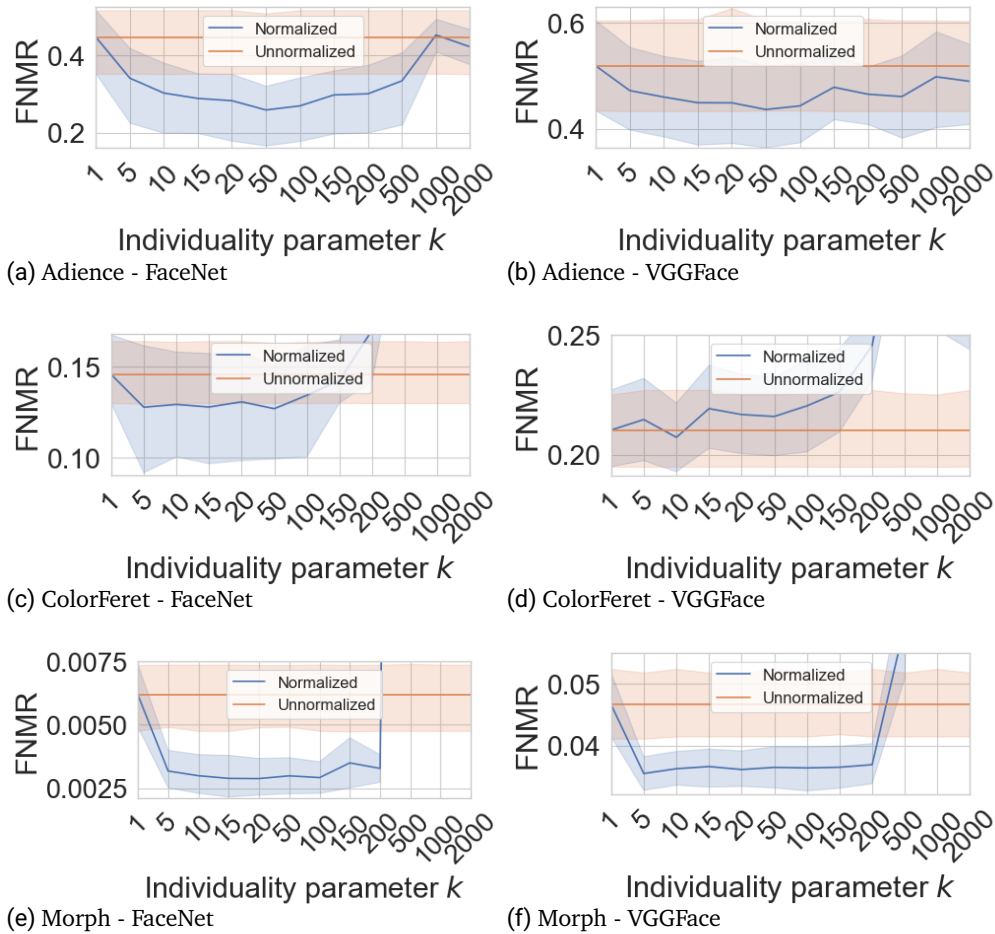 FNMR
0.4
0.2
Normalized
Unnormalized
1 5 10 15 20 50 100 150 200 500 1000 2000
Individuality parameter k
(a) Adience - FaceNet
FNMR
0.6
0.4
Normalized
Unnormalized
1 5 10 15 20 50 100 150 200 500 1000 2000
Individuality parameter k
(b) Adience - VGGFace
FNMR
0.15
0.10
Normalized
Unnormalized
1 5 10 15 20 50 100 150 200 500 1000 2000
Individuality parameter k
(c) ColorFeret - FaceNet
FNMR
0.25
0.20
Normalized
Unnormalized
1 5 10 15 20 50 100 150 200 500 1000 2000
Individuality parameter k
(d) ColorFeret - VGGFace
FNMR
0.0075
0.0050
0.0025
Normalized
Unnormalized
1 5 10 15 20 50 100 150 200 500 1000 2000
Individuality parameter k
(e) Morph - FaceNet
FNMR
0.05
0.04
Normalized
Unnormalized
1 5 10 15 20 50 100 150 200 500 1000 2000
Individuality parameter k
(f) Morph - VGGFace